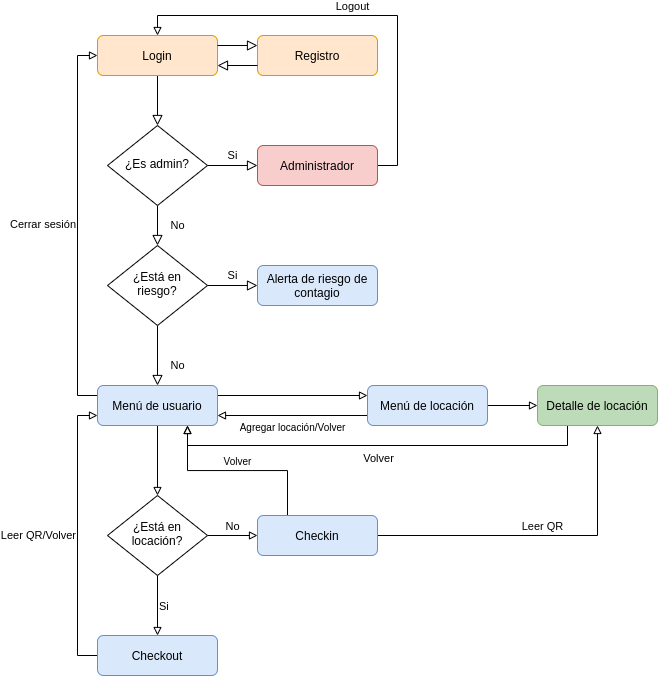 Logout
Login
Registro
¿Es admin?
Si
Administrador
Cerrar sesión
No
¿Está en
riesgo?
Si
Alerta de riesgo de
contagio
No
Menú de usuario
Menú de locación
Detalle de locación
Agregar locación/Volver
Volver
Volver
Leer QR/Volver
¿Está en
locación?
No
Checkin
Leer QR
Si
Checkout